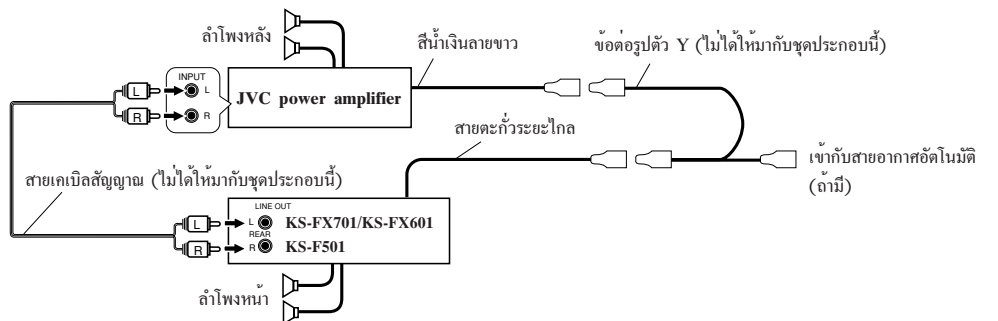 ลำโพงหลัง
สีน้ำเงินลายขาว
ข้อต่อรูปตัว Y (ไม่ได้ให้มากับชุดประกอบนี้)
INPUT
L
L
R
R
JVC power amplifier
สายตะกั่วระยะไกล
เข้ากับสายอากาศอัตโนมัติ
(ถ้ามี)
สายเคเบิลสัญญาณ (ไม่ได้ให้มากับชุดประกอบนี้)
LINE OUT
L
L
KS-FX701/KS-FX601
REAR
R
R
KS-F501
ลำโพงหน้า